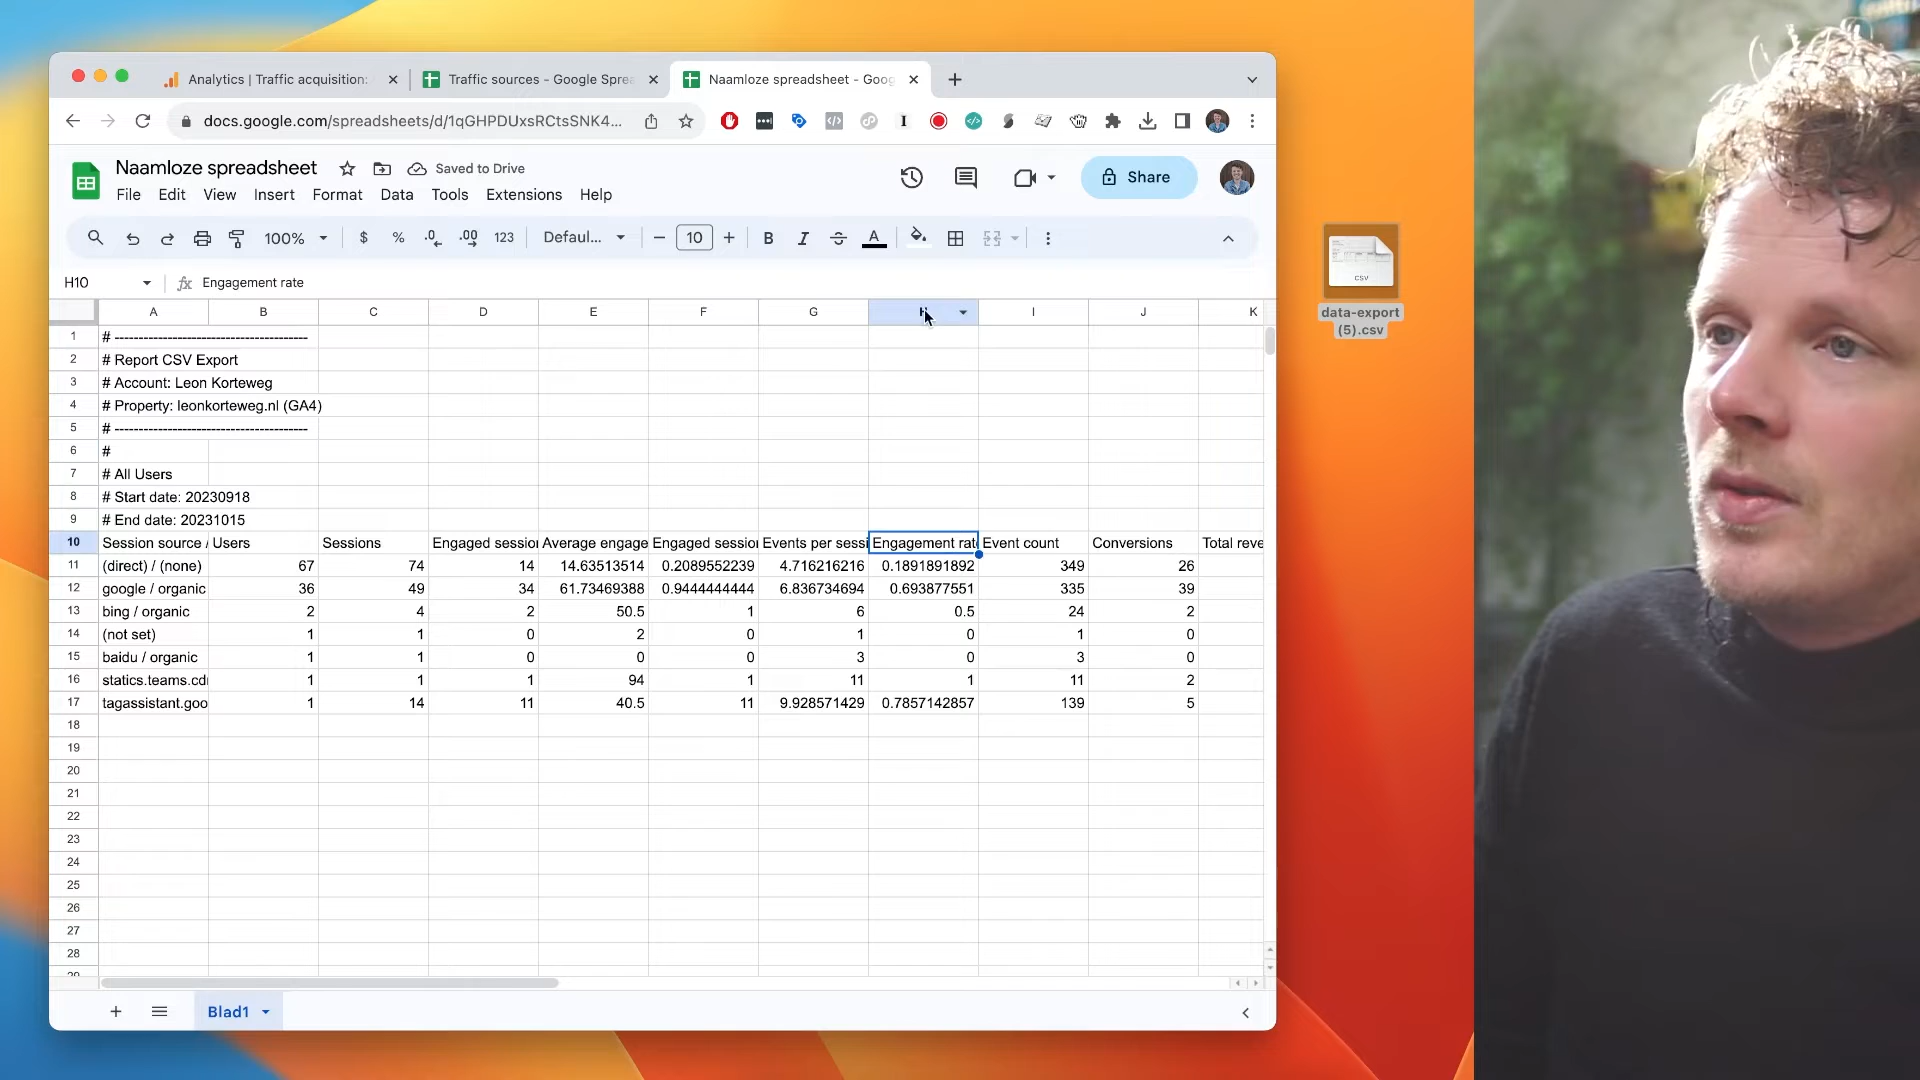 Analytics | Traffic acquisition:
Traffic sources - Google Sprea
Naamloze spreadsheet - Goog
docs.google.com/spreadsheets/d/1qGHPDUxsRCtsSNK4...
Naamloze spreadsheet
Saved to Drive
Share
File Edit View Insert Format Data Tools Extensions Help
100% $ % .0 .00 123 Defaul... 10 B I A
H10 fx Engagement rate
A B C D E F G H I J K
1 # ----------------------------------------
2 # Report CSV Export
3 # Account: Leon Korteweg
4 # Property: leonkorteweg.nl (GA4)
5 # ----------------------------------------
6 #
7 # All Users
8 # Start date: 20230918
9 # End date: 20231015
10 Session source / Users Sessions Engaged session Average engage Engaged session Events per sessi Engagement rate Event count Conversions Total reve
11 (direct) / (none) 67 74 14 14.63513514 0.2089552239 4.716216216 0.1891891892 349 26
12 google / organic 36 49 34 61.73469388 0.9444444444 6.836734694 0.693877551 335 39
13 bing / organic 2 4 2 50.5 1 6 0.5 24 2
14 (not set) 1 1 0 2 0 1 0 1 0
15 baidu / organic 1 1 0 0 0 3 0 3 0
16 statics.teams.cdn 1 1 1 94 1 11 1 11 2
17 tagassistant.goo 1 14 11 40.5 11 9.928571429 0.7857142857 139 5
18
19
20
21
22
23
24
25
26
27
28
29
Blad1
CSV
data-export
(5).csv